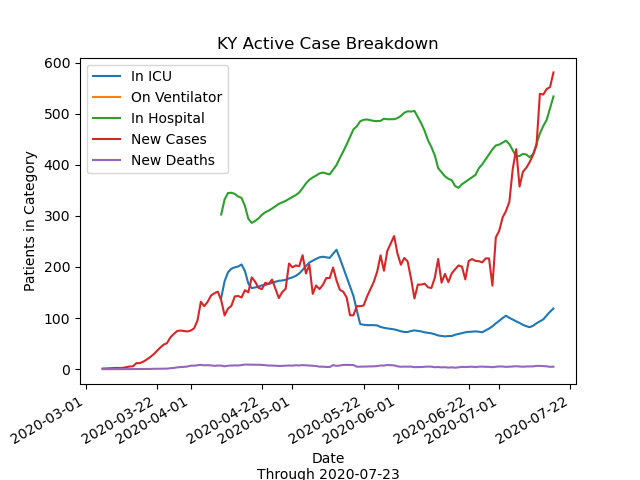 KY Active Case Breakdown
In ICU
On Ventilator
In Hospital
New Cases
New Deaths
600
500
400
300
200
100
0
Patients in Category
2020-03-01
2020-03-22
2020-04-01
2020-04-22
2020-05-01
2020-05-22
2020-06-01
2020-06-22
2020-07-01
2020-07-22
Date
Through 2020-07-23